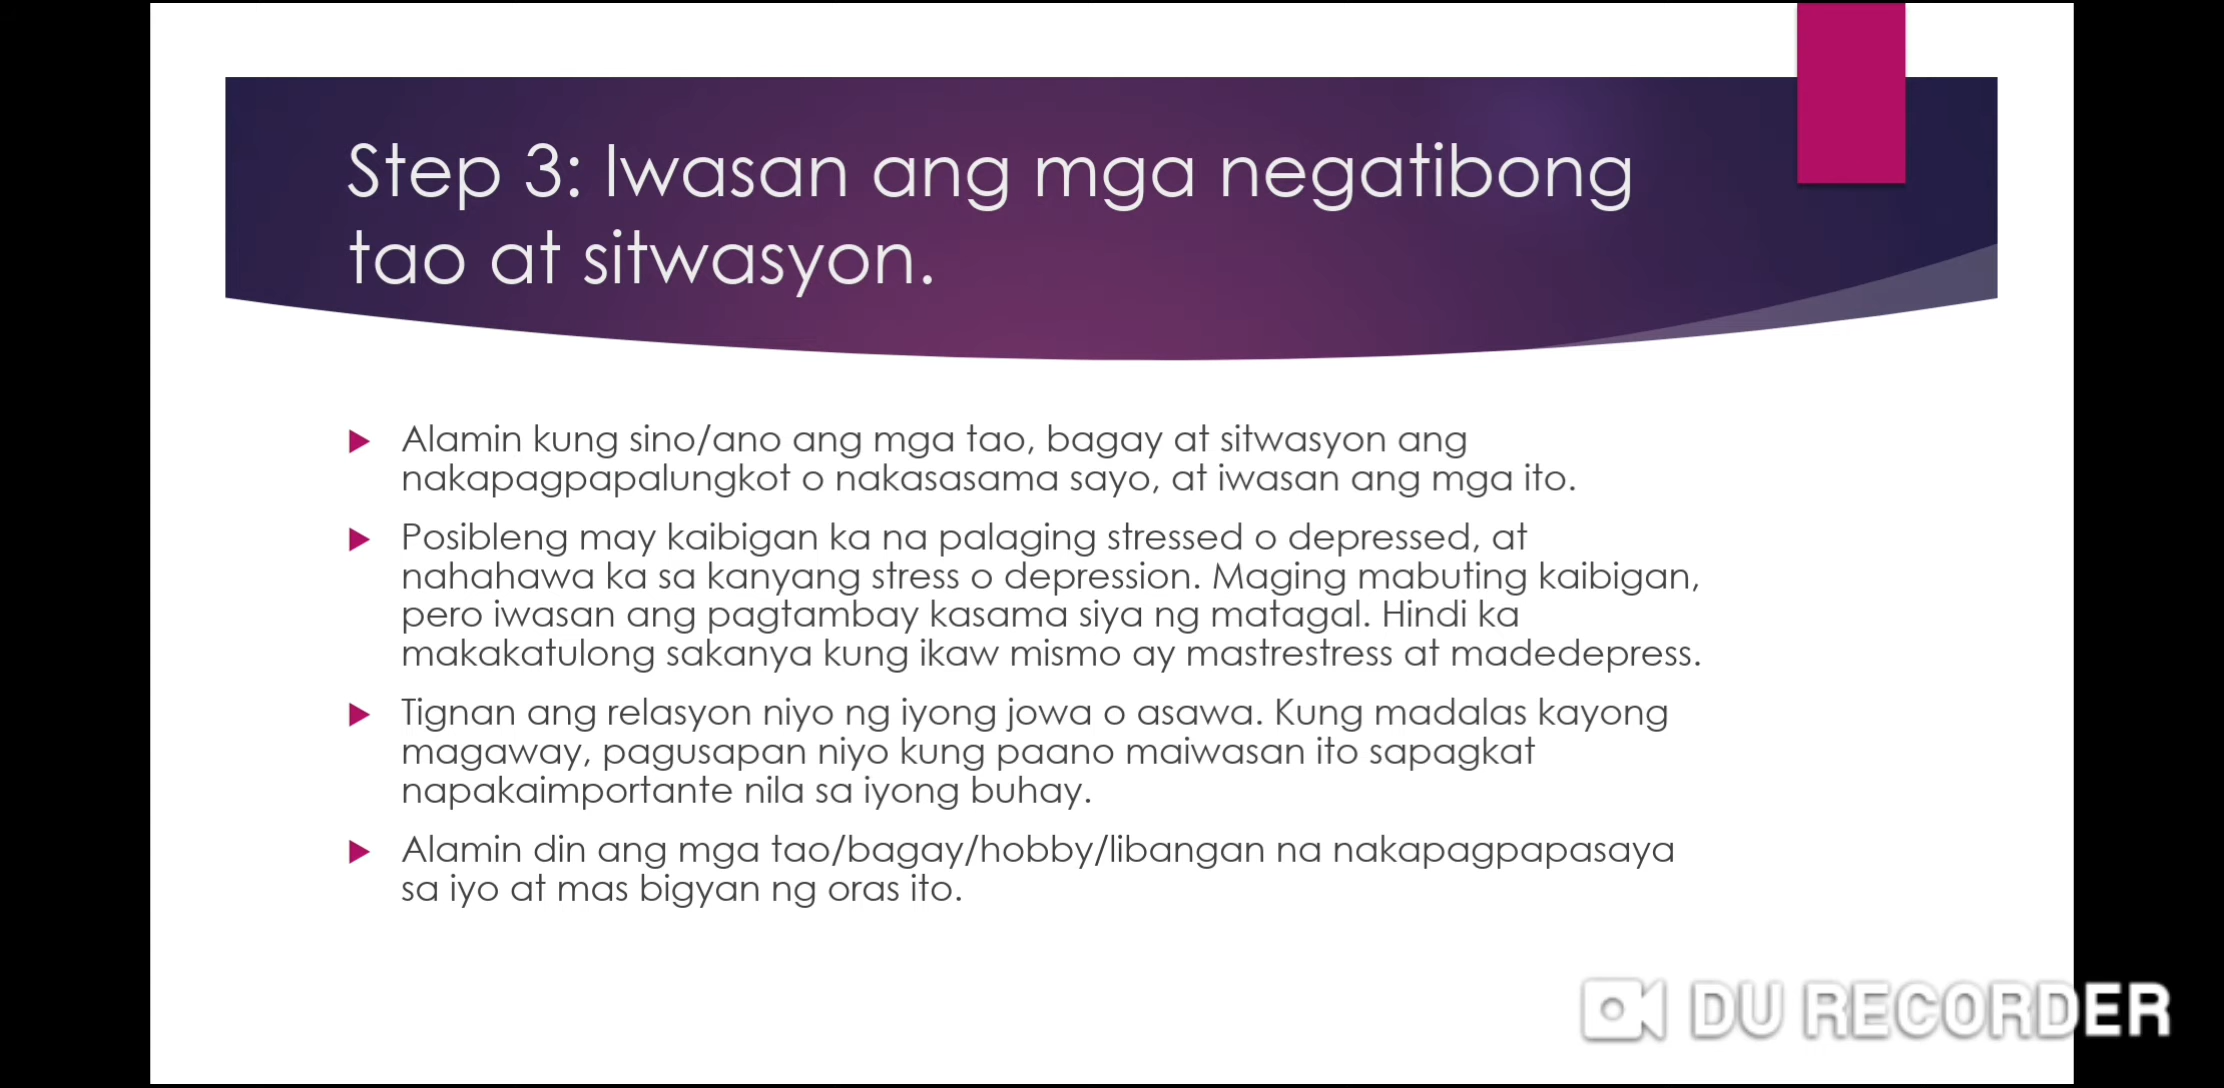 Step 3: Iwasan ang mga negatibong
tao at sitwasyon.
Alamin kung sino/ano ang mga tao, bagay at sitwasyon ang
nakapagpapalungkot o nakasasama sayo, at iwasan ang mga ito.
Posibleng may kaibigan ka na palaging stressed o depressed, at
nahahawa ka sa kanyang stress o depression. Maging mabuting kaibigan,
pero iwasan ang pagtambay kasama siya ng matagal. Hindi ka
makakatulong sakanya kung ikaw mismo ay mastrestress at madedepress.
Tignan ang relasyon niyo ng iyong jowa o asawa. Kung madalas kayong
magaway, pagusapan niyo kung paano maiwasan ito sapagkat
napakaimportante nila sa iyong buhay.
Alamin din ang mga tao/bagay/hobby/libangan na nakapagpapasaya
sa iyo at mas bigyan ng oras ito.
DU RECORDER